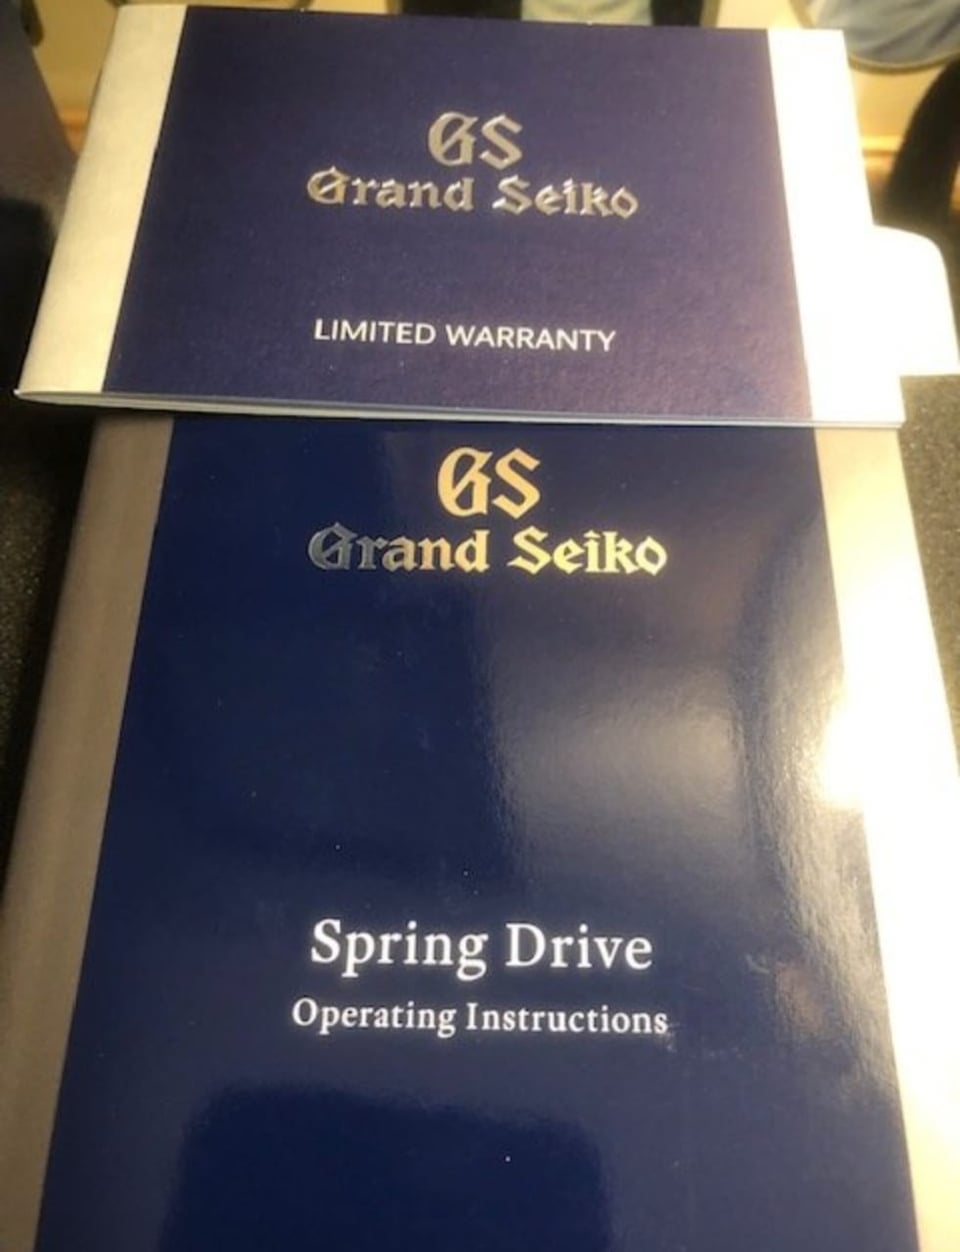 GS
Grand Seiko
LIMITED WARRANTY
GS
Grand Seiko
Spring Drive
Operating Instructions